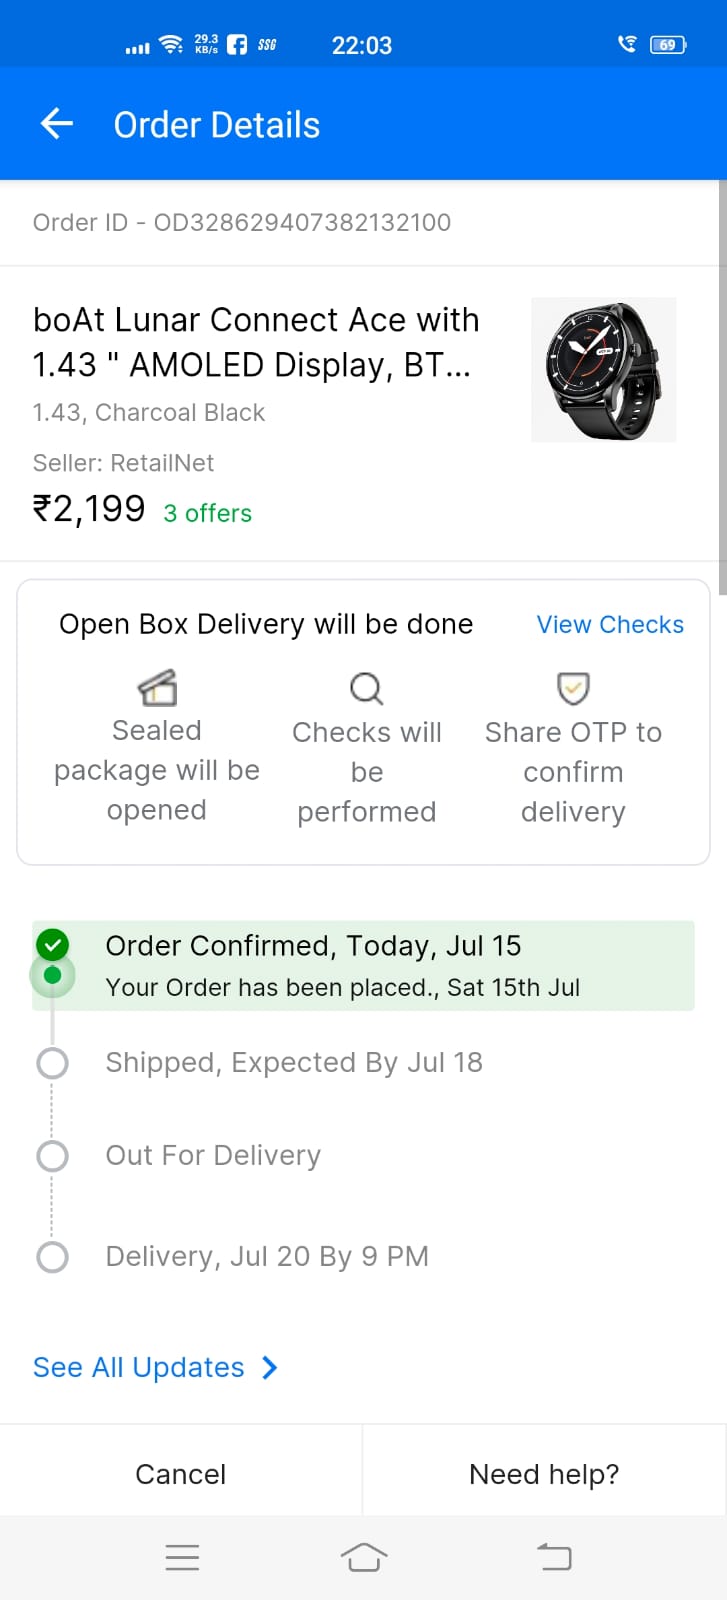 29.3
KB/s
SSG
22:03
69
Order Details
Order ID - OD328629407382132100
boAt Lunar Connect Ace with
1.43 " AMOLED Display, BT...
1.43, Charcoal Black
Seller: RetailNet
₹2,199 3 offers
Open Box Delivery will be done
View Checks
Sealed
package will be
opened
Checks will
be
performed
Share OTP to
confirm
delivery
Order Confirmed, Today, Jul 15
Your Order has been placed., Sat 15th Jul
Shipped, Expected By Jul 18
Out For Delivery
Delivery, Jul 20 By 9 PM
See All Updates
Cancel
Need help?